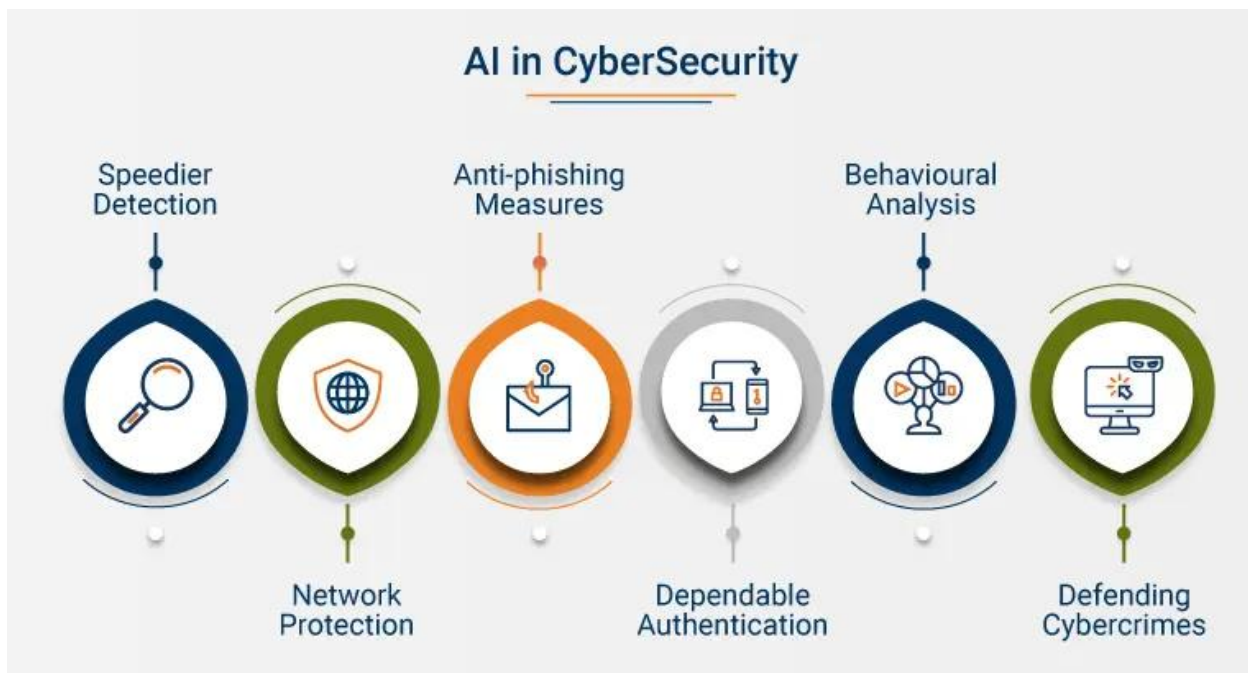 AI in CyberSecurity
Speedier
Detection
Anti-phishing
Measures
Behavioural
Analysis
Network
Protection
Dependable
Authentication
Defending
Cybercrimes